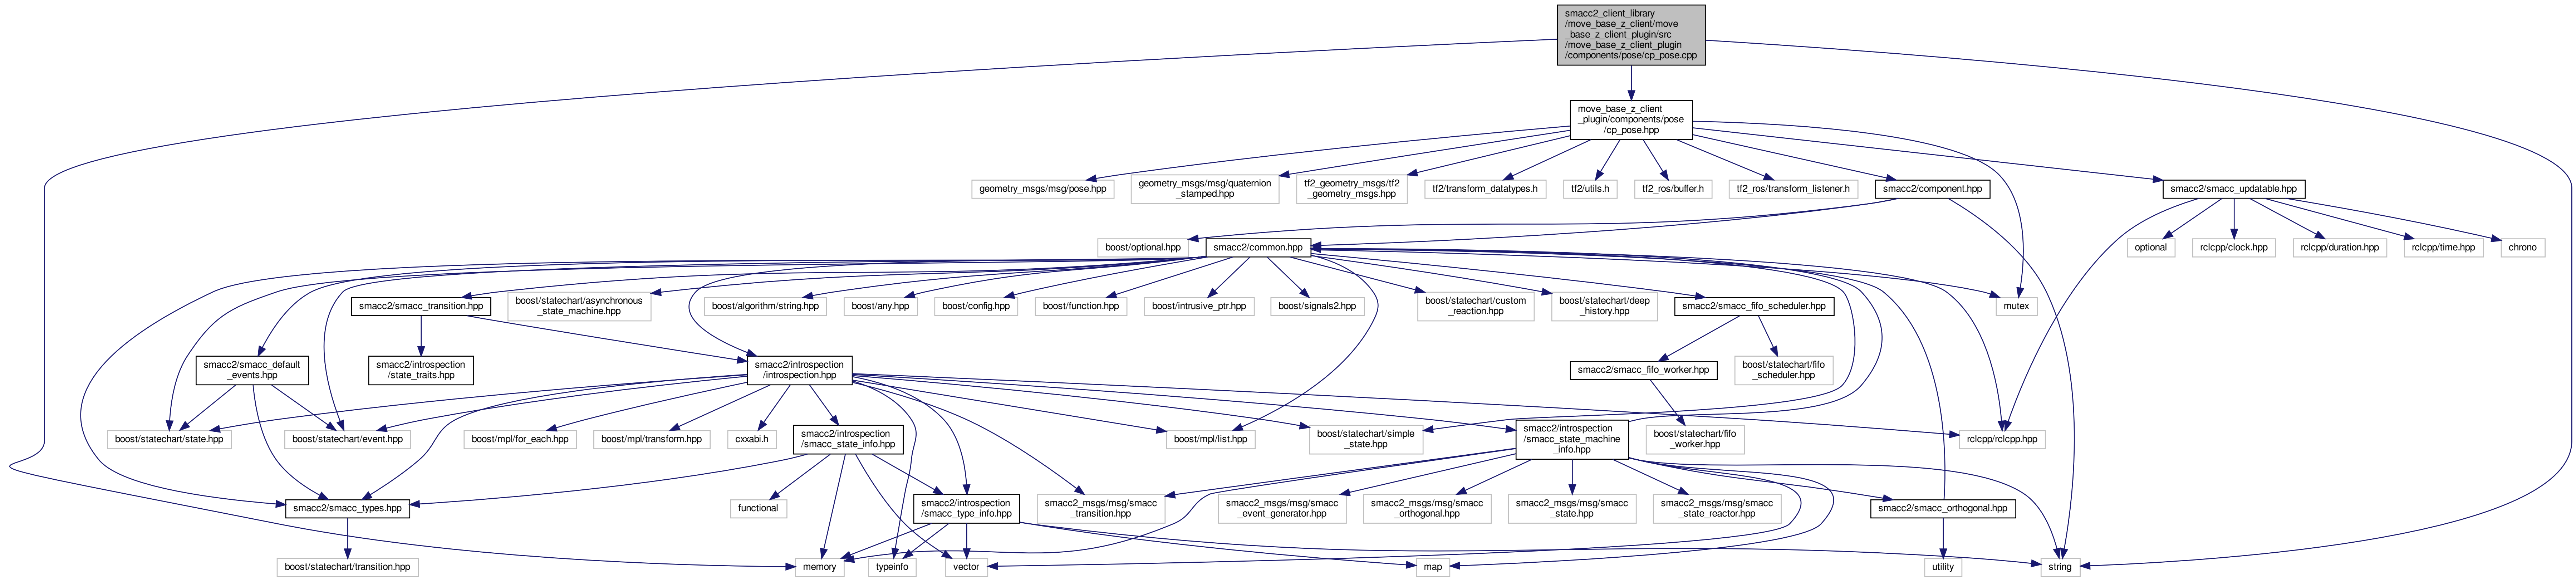 smacc2_client_library
/move_base_z_client/move
_base_z_client_plugin/src
/move_base_z_client_plugin
/components/pose/cp_pose.cpp
move_base_z_client
_plugin/components/pose
/cp_pose.hpp
geometry_msgs/msg/pose.hpp
geometry_msgs/msg/quaternion
_stamped.hpp
tf2_geometry_msgs/tf2
_geometry_msgs.hpp
tf2/transform_datatypes.h
tf2/utils.h
tf2_ros/buffer.h
tf2_ros/transform_listener.h
smacc2/component.hpp
smacc2/smacc_updatable.hpp
boost/optional.hpp
smacc2/common.hpp
optional
rclcpp/clock.hpp
rclcpp/duration.hpp
rclcpp/time.hpp
chrono
smacc2/smacc_transition.hpp
boost/statechart/asynchronous
_state_machine.hpp
boost/algorithm/string.hpp
boost/any.hpp
boost/config.hpp
boost/function.hpp
boost/intrusive_ptr.hpp
boost/signals2.hpp
boost/statechart/custom
_reaction.hpp
boost/statechart/deep
_history.hpp
smacc2/smacc_fifo_scheduler.hpp
mutex
smacc2/smacc_default
_events.hpp
smacc2/introspection
/state_traits.hpp
smacc2/introspection
/introspection.hpp
smacc2/smacc_fifo_worker.hpp
boost/statechart/fifo
_scheduler.hpp
boost/statechart/state.hpp
boost/statechart/event.hpp
boost/mpl/for_each.hpp
boost/mpl/transform.hpp
cxxabi.h
smacc2/introspection
/smacc_state_info.hpp
boost/mpl/list.hpp
boost/statechart/simple
_state.hpp
smacc2/introspection
/smacc_state_machine
_info.hpp
boost/statechart/fifo
_worker.hpp
rclcpp/rclcpp.hpp
smacc2/smacc_types.hpp
functional
smacc2/introspection
/smacc_type_info.hpp
smacc2_msgs/msg/smacc
_transition.hpp
smacc2_msgs/msg/smacc
_event_generator.hpp
smacc2_msgs/msg/smacc
_orthogonal.hpp
smacc2_msgs/msg/smacc
_state.hpp
smacc2_msgs/msg/smacc
_state_reactor.hpp
smacc2/smacc_orthogonal.hpp
boost/statechart/transition.hpp
memory
typeinfo
vector
map
utility
string